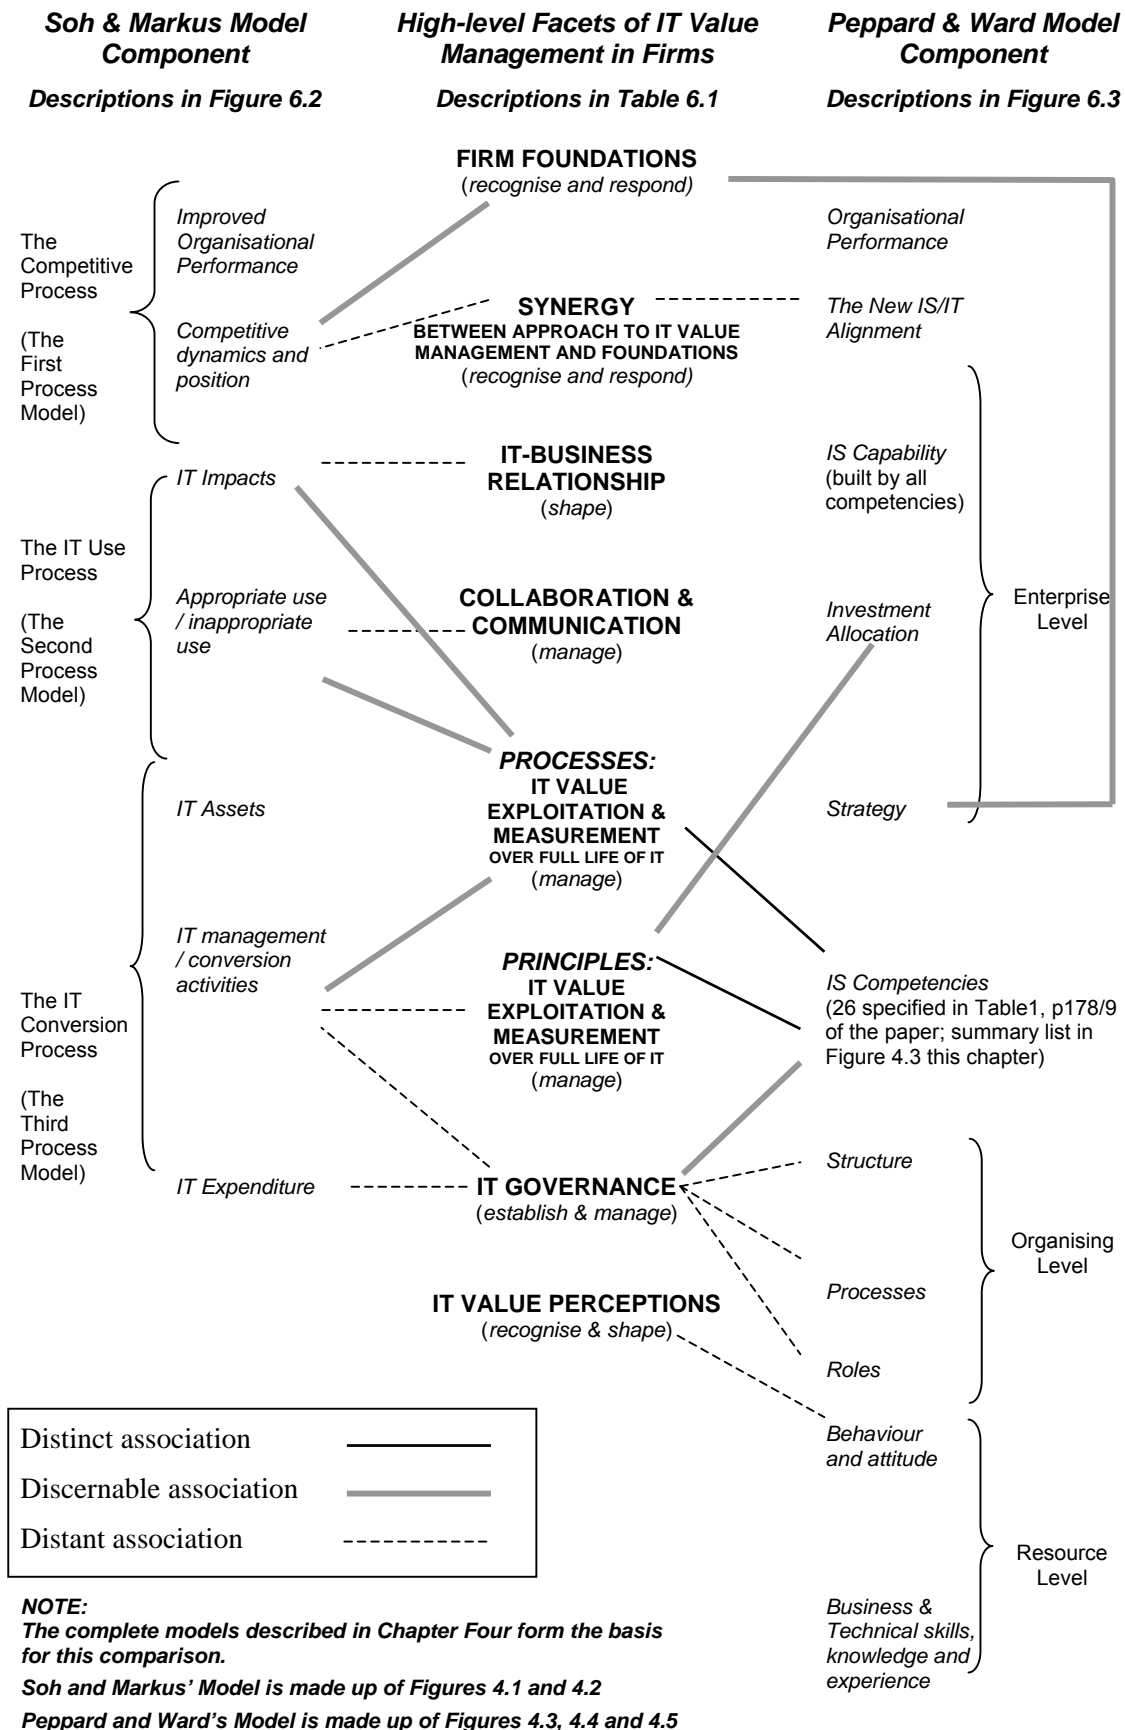 Soh & Markus Model
Component
Descriptions in Figure 6.2
High-level Facets of IT Value
Management in Firms
Descriptions in Table 6.1
Peppard & Ward Model
Component
Descriptions in Figure 6.3
The
Competitive
Process
(The
First
Process
Model)
Improved
Organisational
Performance
Competitive
dynamics and
position
The IT Use
Process
(The
Second
Process
Model)
IT Impacts
Appropriate use
/ inappropriate
use
The IT
Conversion
Process
(The
Third
Process
Model)
IT Assets
IT management
/ conversion
activities
IT Expenditure
FIRM FOUNDATIONS
(recognise and respond)
SYNERGY
BETWEEN APPROACH TO IT VALUE
MANAGEMENT AND FOUNDATIONS
(recognise and respond)
IT-BUSINESS
RELATIONSHIP
(shape)
COLLABORATION &
COMMUNICATION
(manage)
PROCESSES:
IT VALUE
EXPLOITATION &
MEASUREMENT
OVER FULL LIFE OF IT
(manage)
PRINCIPLES:
IT VALUE
EXPLOITATION &
MEASUREMENT
OVER FULL LIFE OF IT
(manage)
IT GOVERNANCE
(establish & manage)
IT VALUE PERCEPTIONS
(recognise & shape)
Organisational
Performance
The New IS/IT
Alignment
IS Capability
(built by all
competencies)
Investment
Allocation
Strategy
Enterprise
Level
IS Competencies
(26 specified in Table1, p178/9
of the paper; summary list in
Figure 4.3 this chapter)
Structure
Processes
Roles
Organising
Level
Behaviour
and attitude
Business &
Technical skills,
knowledge and
experience
Resource
Level
Distinct association
Discernable association
Distant association
NOTE:
The complete models described in Chapter Four form the basis
for this comparison.
Soh and Markus' Model is made up of Figures 4.1 and 4.2
Peppard and Ward's Model is made up of Figures 4.3, 4.4 and 4.5